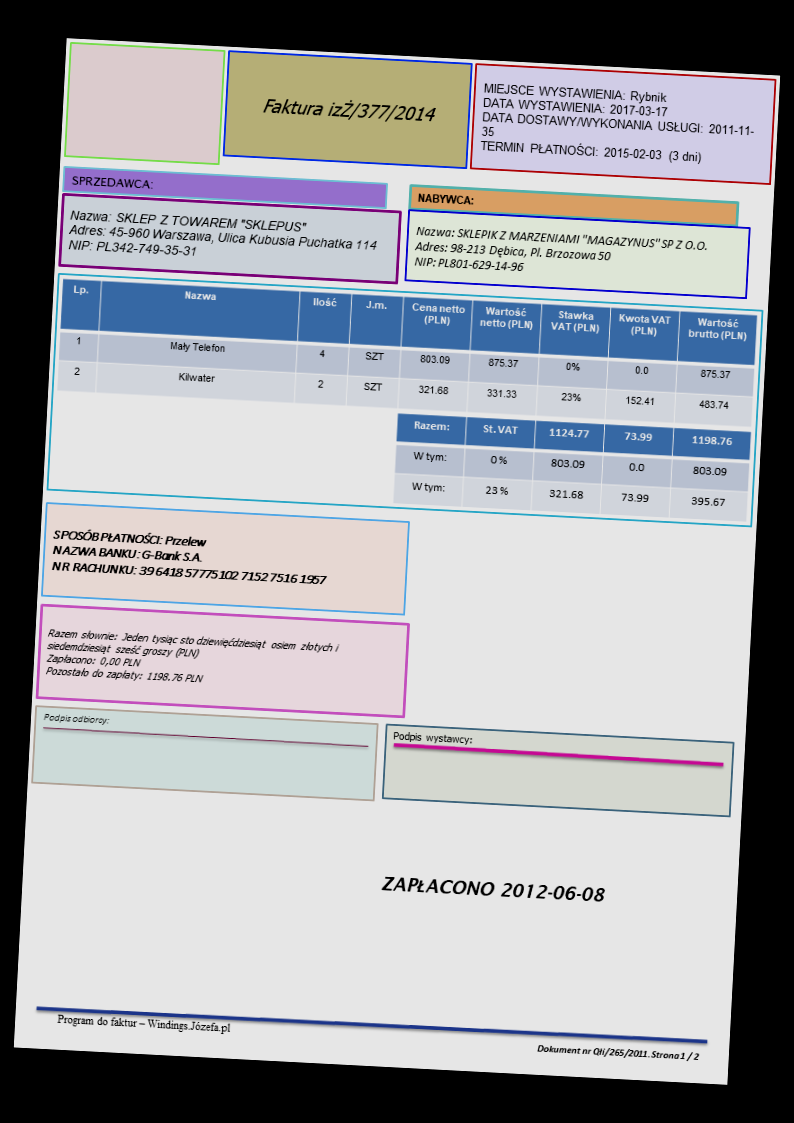 Faktura izŻ/377/2014
MIEJSCE WYSTAWIENIA: Rybnik
DATA WYSTAWIENIA: 2017-03-17
DATA DOSTAWY/WYKONANIA USŁUGI: 2011-11-
35
TERMIN PŁATNOŚCI: 2015-02-03 (3 dni)
SPRZEDAWCA:
Nazwa: SKLEP Z TOWAREM "SKLEPUS"
Adres: 45-960 Warszawa, Ulica Kubusia Puchatka 114
NIP: PL342-749-35-31
NABYWCA:
Nazwa: SKLEPIK Z MARZENIAMI "MAGAZYNUS" SP Z O.O.
Adres: 98-213 Dębica, Pl. Brzozowa 50
NIP: PL801-629-14-96
Lp. Nazwa Ilość J.m. Cena netto (PLN) Wartość netto (PLN) Stawka VAT (PLN) Kwota VAT (PLN) Wartość brutto (PLN)
1 Mały Telefon 4 SZT 803.09 875.37 0% 0.0 875.37
2 Kilwater 2 SZT 321.68 331.33 23% 152.41 483.74
Razem: St. VAT 1124.77 73.99 1198.76
W tym: 0 % 803.09 0.0 803.09
W tym: 23 % 321.68 73.99 395.67
SPOSÓB PŁATNOŚCI: Przelew
NAZWA BANKU: G-Bank S.A.
NR RACHUNKU: 39 6418 5777 5102 7152 7516 1957
Razem słownie: Jeden tysiąc sto dziewięćdziesiąt osiem złotych i
siedemdziesiąt sześć groszy (PLN)
Zapłacono: 0,00 PLN
Pozostało do zapłaty: 1198.76 PLN
Podpis odbiorcy:
Podpis wystawcy:
ZAPŁACONO 2012-06-08
Program do faktur – Windings.Józefa.pl
Dokument nr Qłi/265/2011. Strona 1 / 2